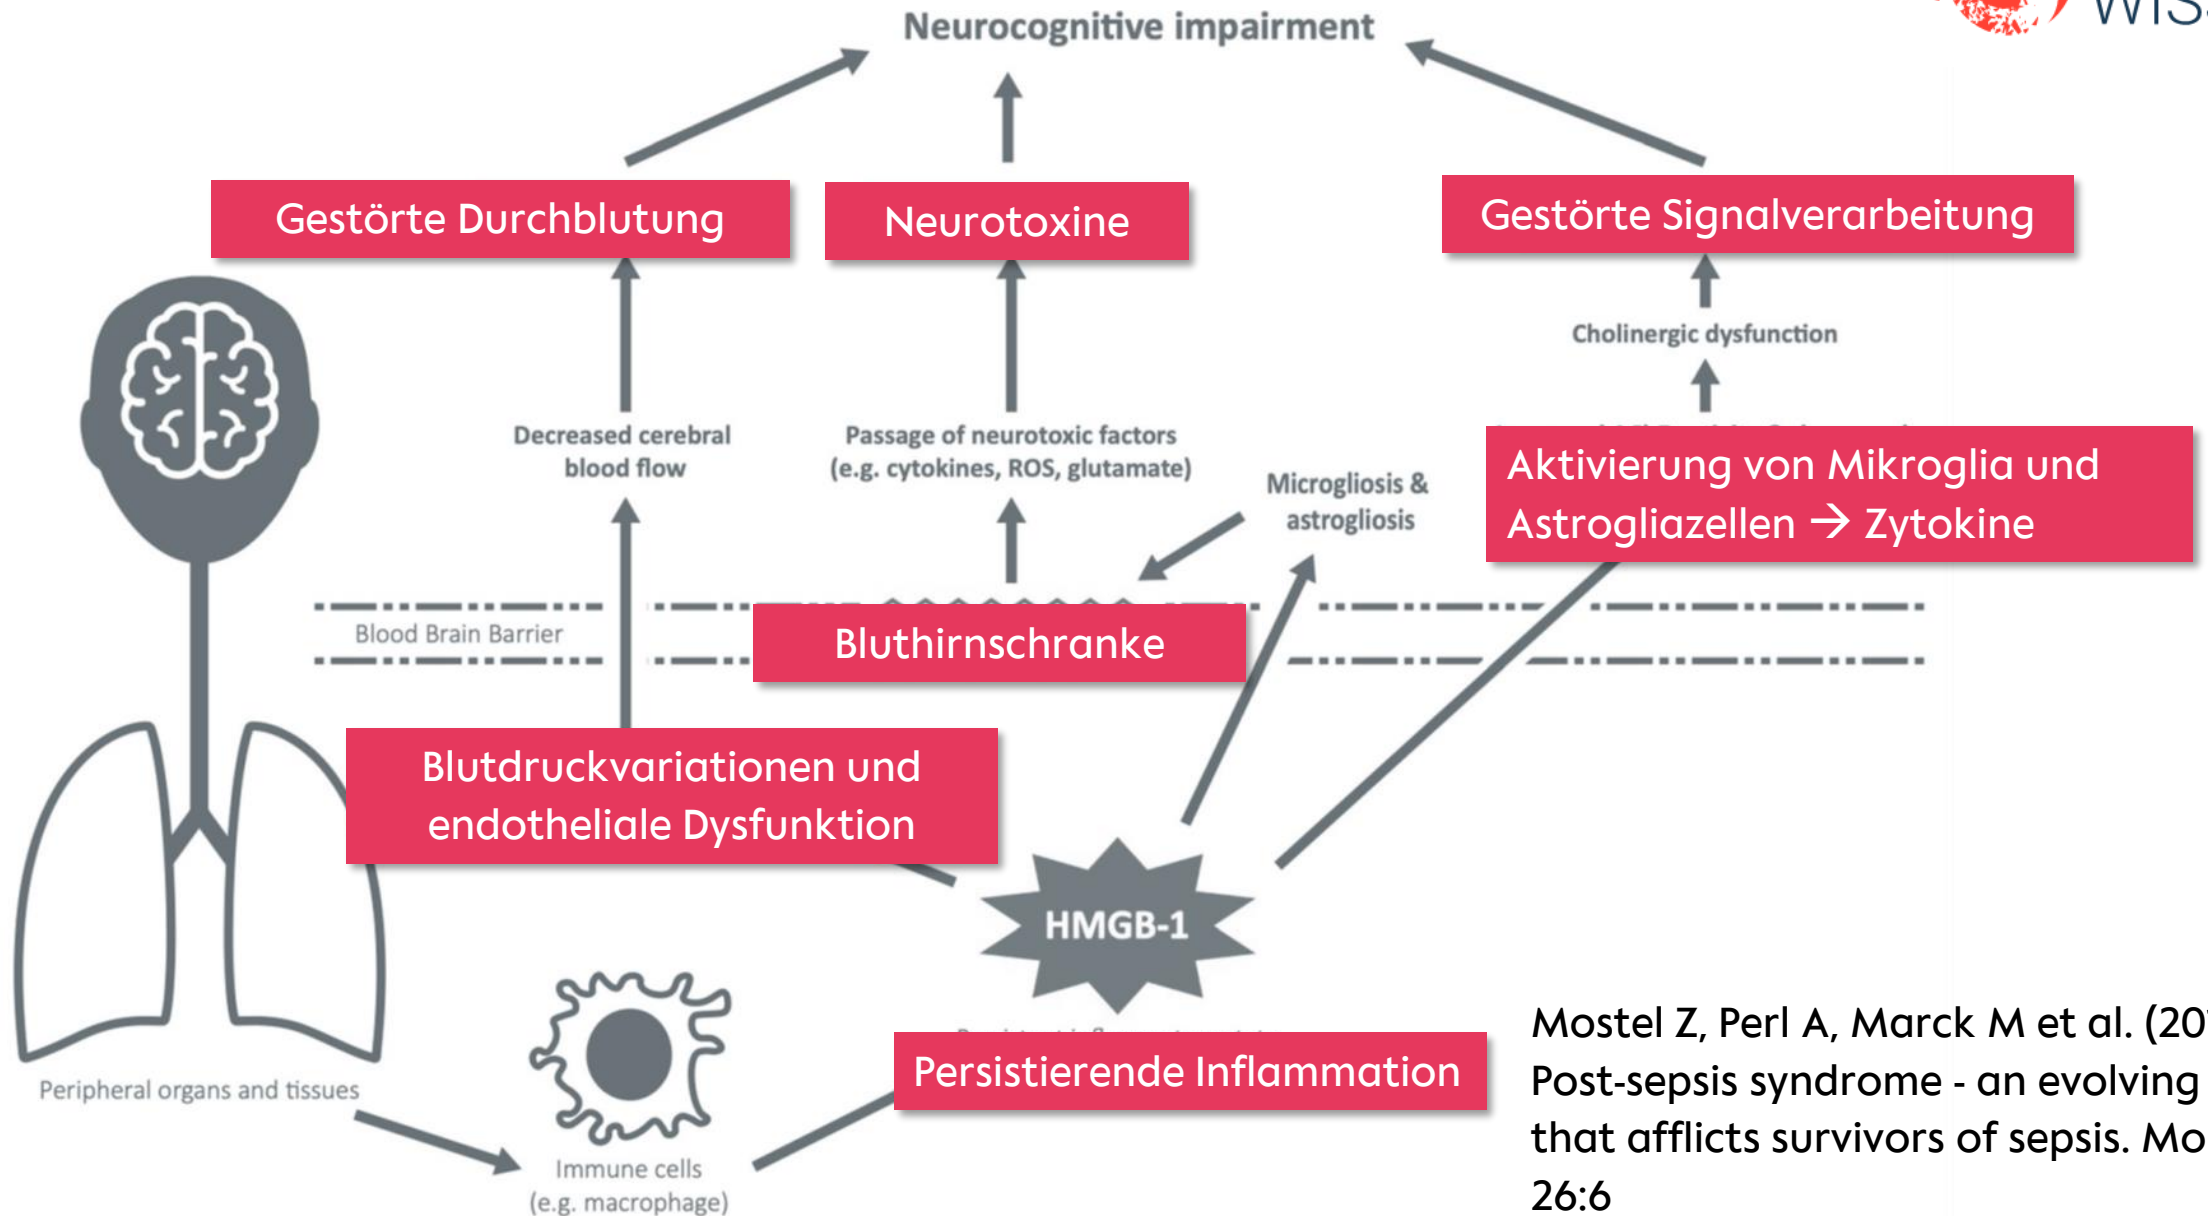 Neurocognitive impairment
Gestörte Durchblutung
Neurotoxine
Gestörte Signalverarbeitung
Cholinergic dysfunction
Decreased cerebral
blood flow
Passage of neurotoxic factors
(e.g. cytokines, ROS, glutamate)
Microgliosis &
astrogliosis
Aktivierung von Mikroglia und
Astrogliazellen → Zytokine
Blood Brain Barrier
Bluthirnschranke
Blutdruckvariationen und
endotheliale Dysfunktion
HMGB-1
Persistierende Inflammation
Peripheral organs and tissues
Immune cells
(e.g. macrophage)
Mostel Z, Perl A, Marck M et al. (20
Post-sepsis syndrome - an evolving
that afflicts survivors of sepsis. Mo
26:6